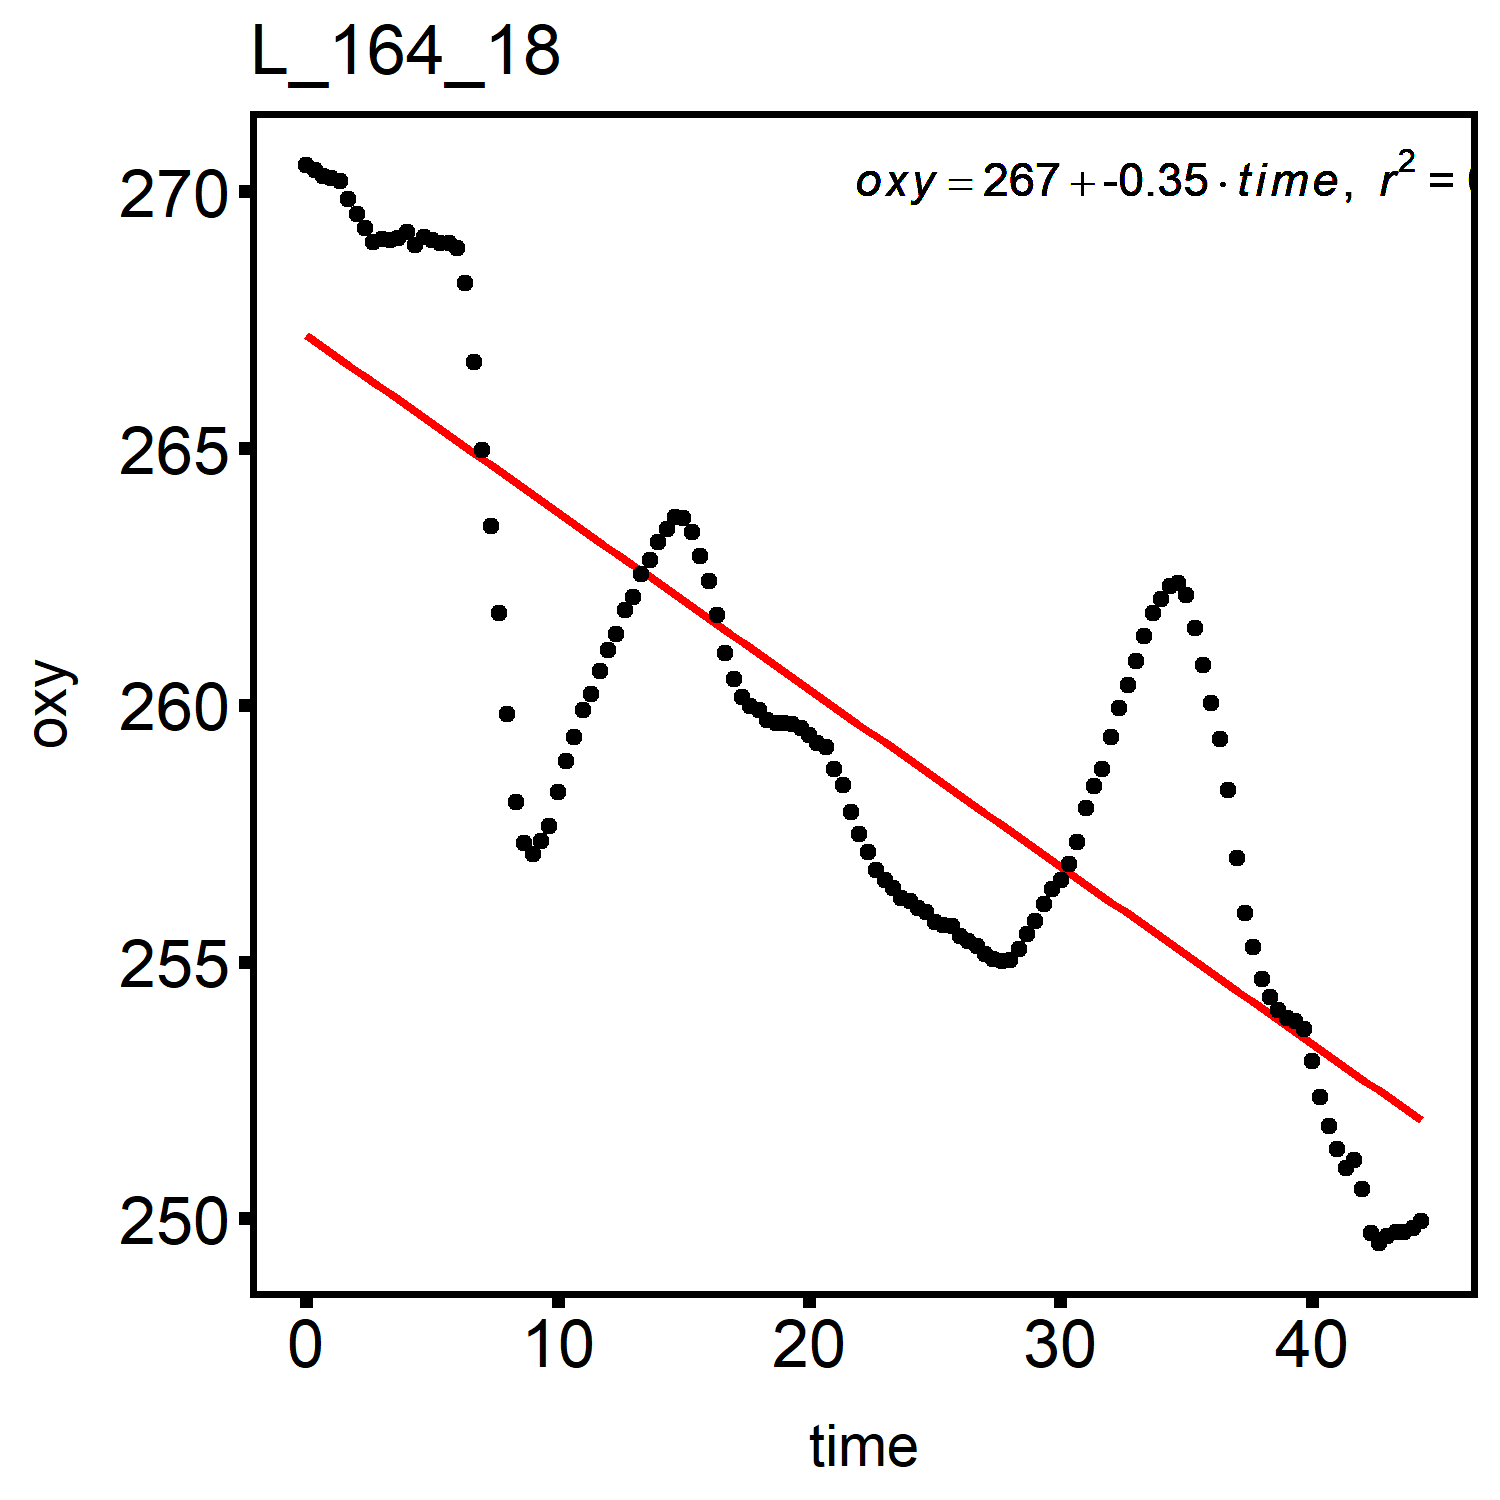 L_164_18
oxy = 267 + -0.35 · time, r² =
270
265
260
255
250
oxy
0 10 20 30 40
time